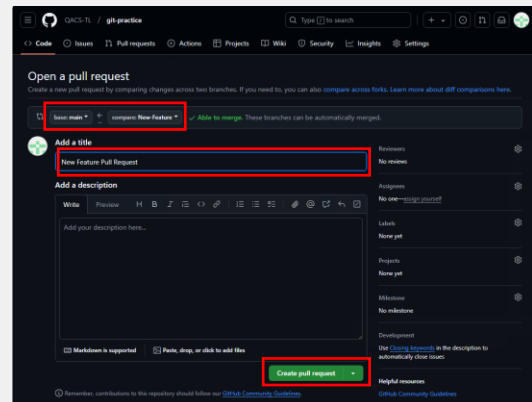 QACS-TL / git-practice
Type / to search
Code Issues Pull requests Actions Projects Wiki Security Insights Settings
Open a pull request
Create a new pull request by comparing changes across two branches. If you need to, you can also compare across forks. Learn more about diff comparisons here.
base: main compare: New-Feature Able to merge. These branches can be automatically merged.
Add a title
New Feature Pull Request
Add a description
Write Preview H B I
Add your description here...
Markdown is supported Paste, drop, or click to add files
Create pull request
Remember, contributions to this repository should follow our GitHub Community Guidelines.
Reviewers
No reviews
Assignees
No one—assign yourself
Labels
None yet
Projects
None yet
Milestone
No milestone
Development
Use Closing keywords in the description to
automatically close issues
Helpful resources
GitHub Community Guidelines